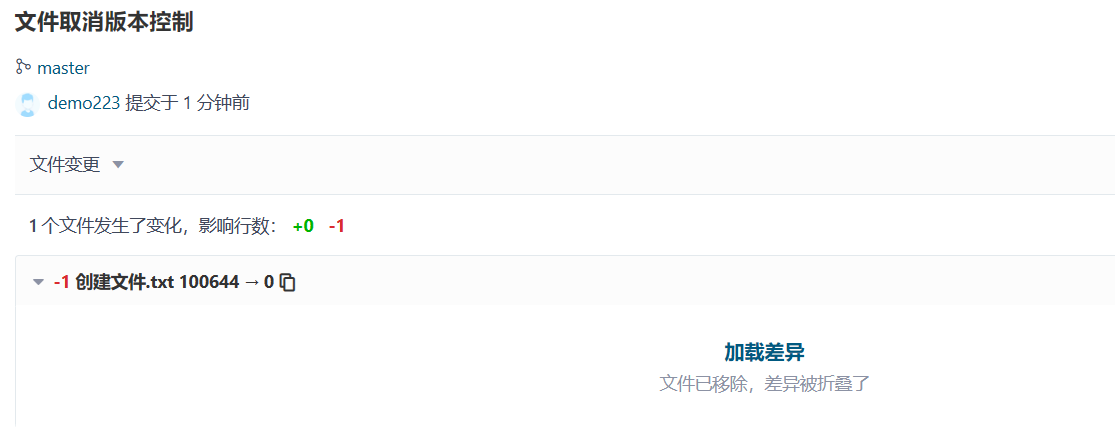 文件取消版本控制
master
demo223 提交于 1 分钟前
文件变更
1 个文件发生了变化，影响行数： +0 -1
-1 创建文件.txt 100644 → 0
加载差异
文件已移除，差异被折叠了